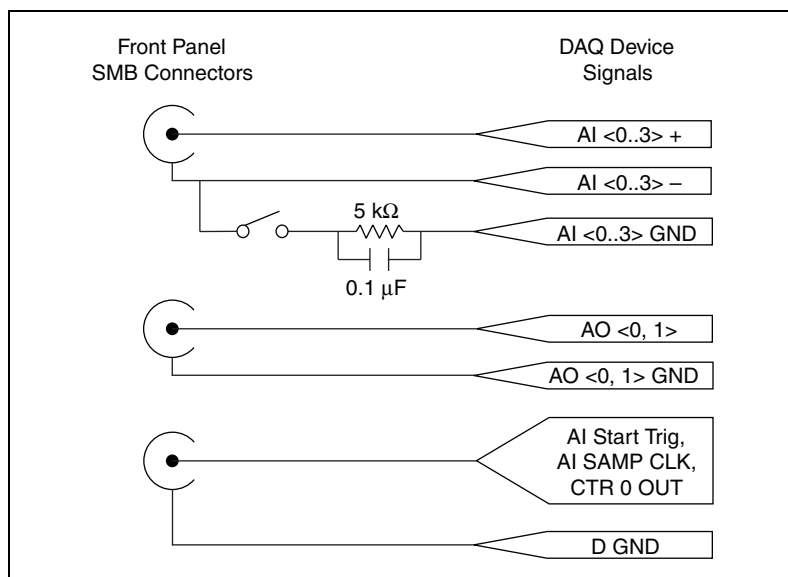 Front Panel
SMB Connectors
DAQ Device
Signals
AI <0..3> +
AI <0..3> –
5 kΩ
AI <0..3> GND
0.1 μF
AO <0, 1>
AO <0, 1> GND
AI Start Trig,
AI SAMP CLK,
CTR 0 OUT
D GND